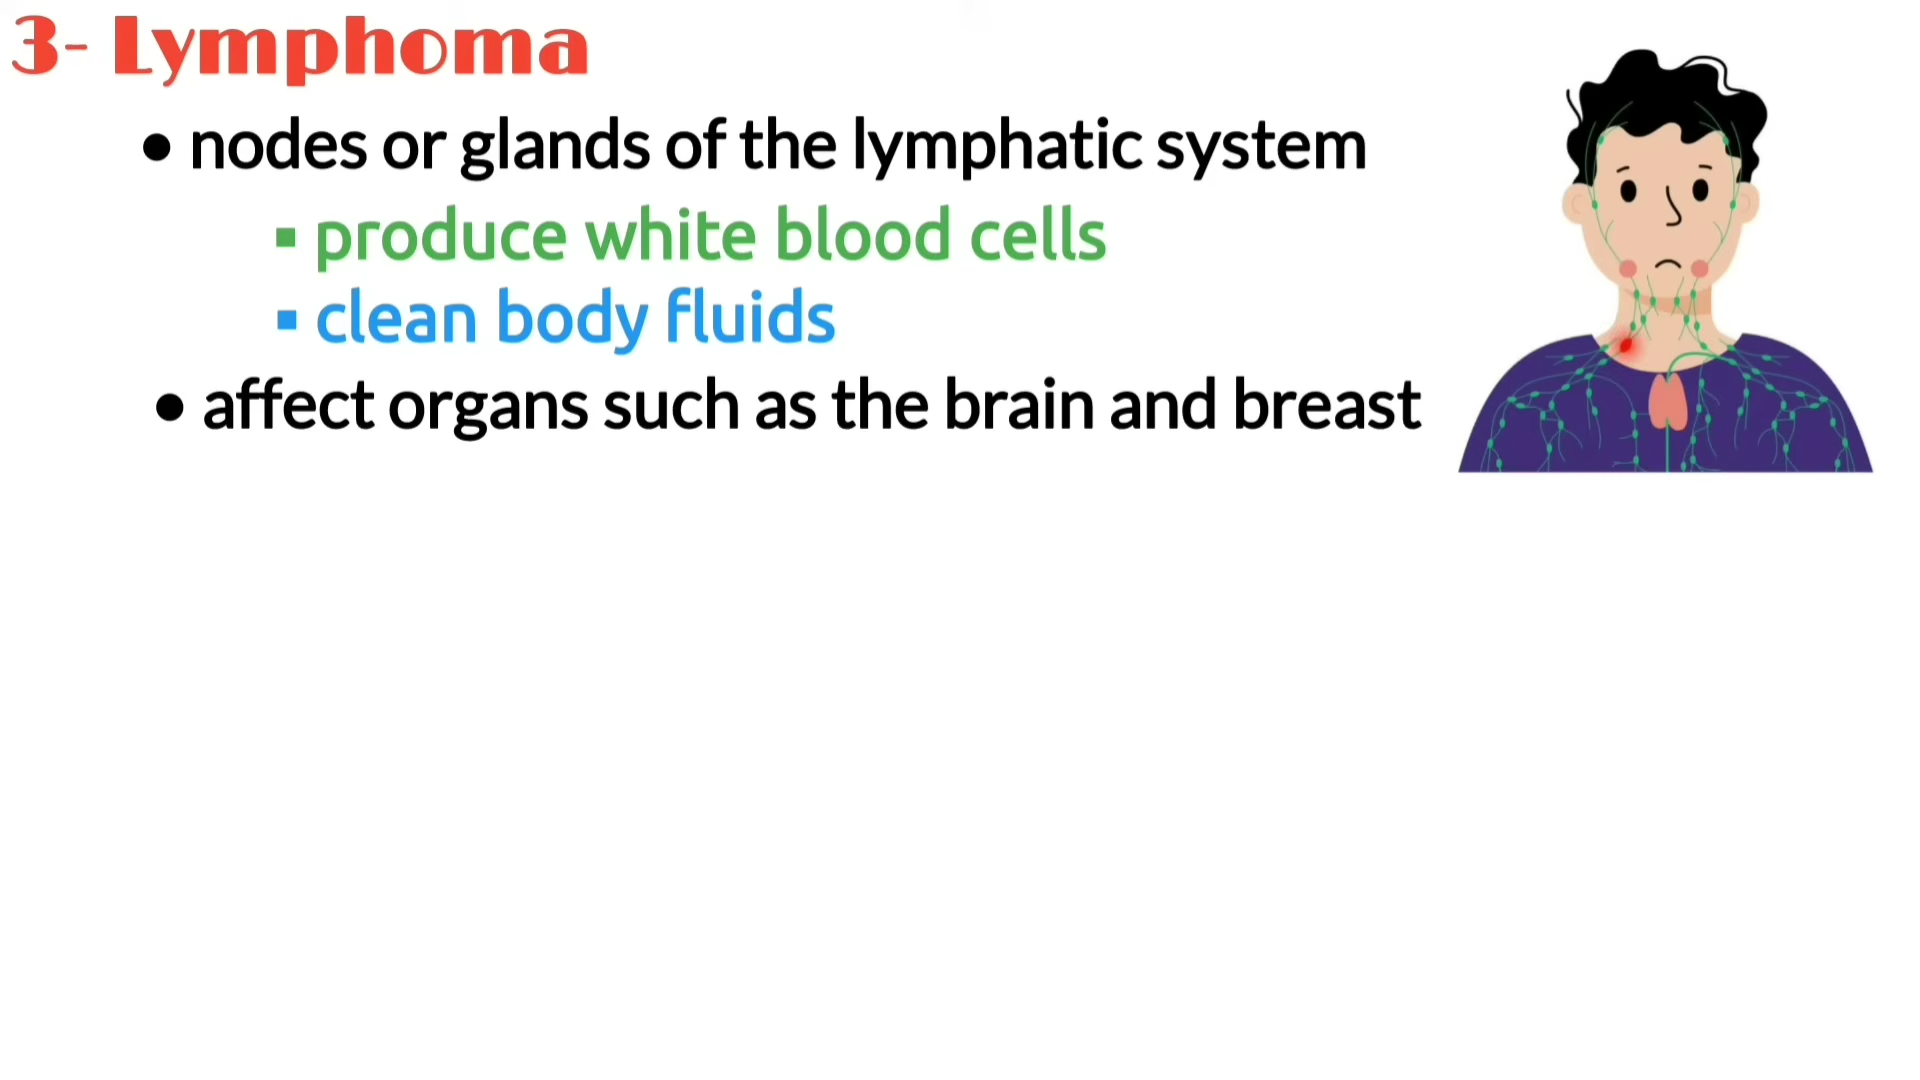 3- Lymphoma
• nodes or glands of the lymphatic system
▪ produce white blood cells
▪ clean body fluids
• affect organs such as the brain and breast